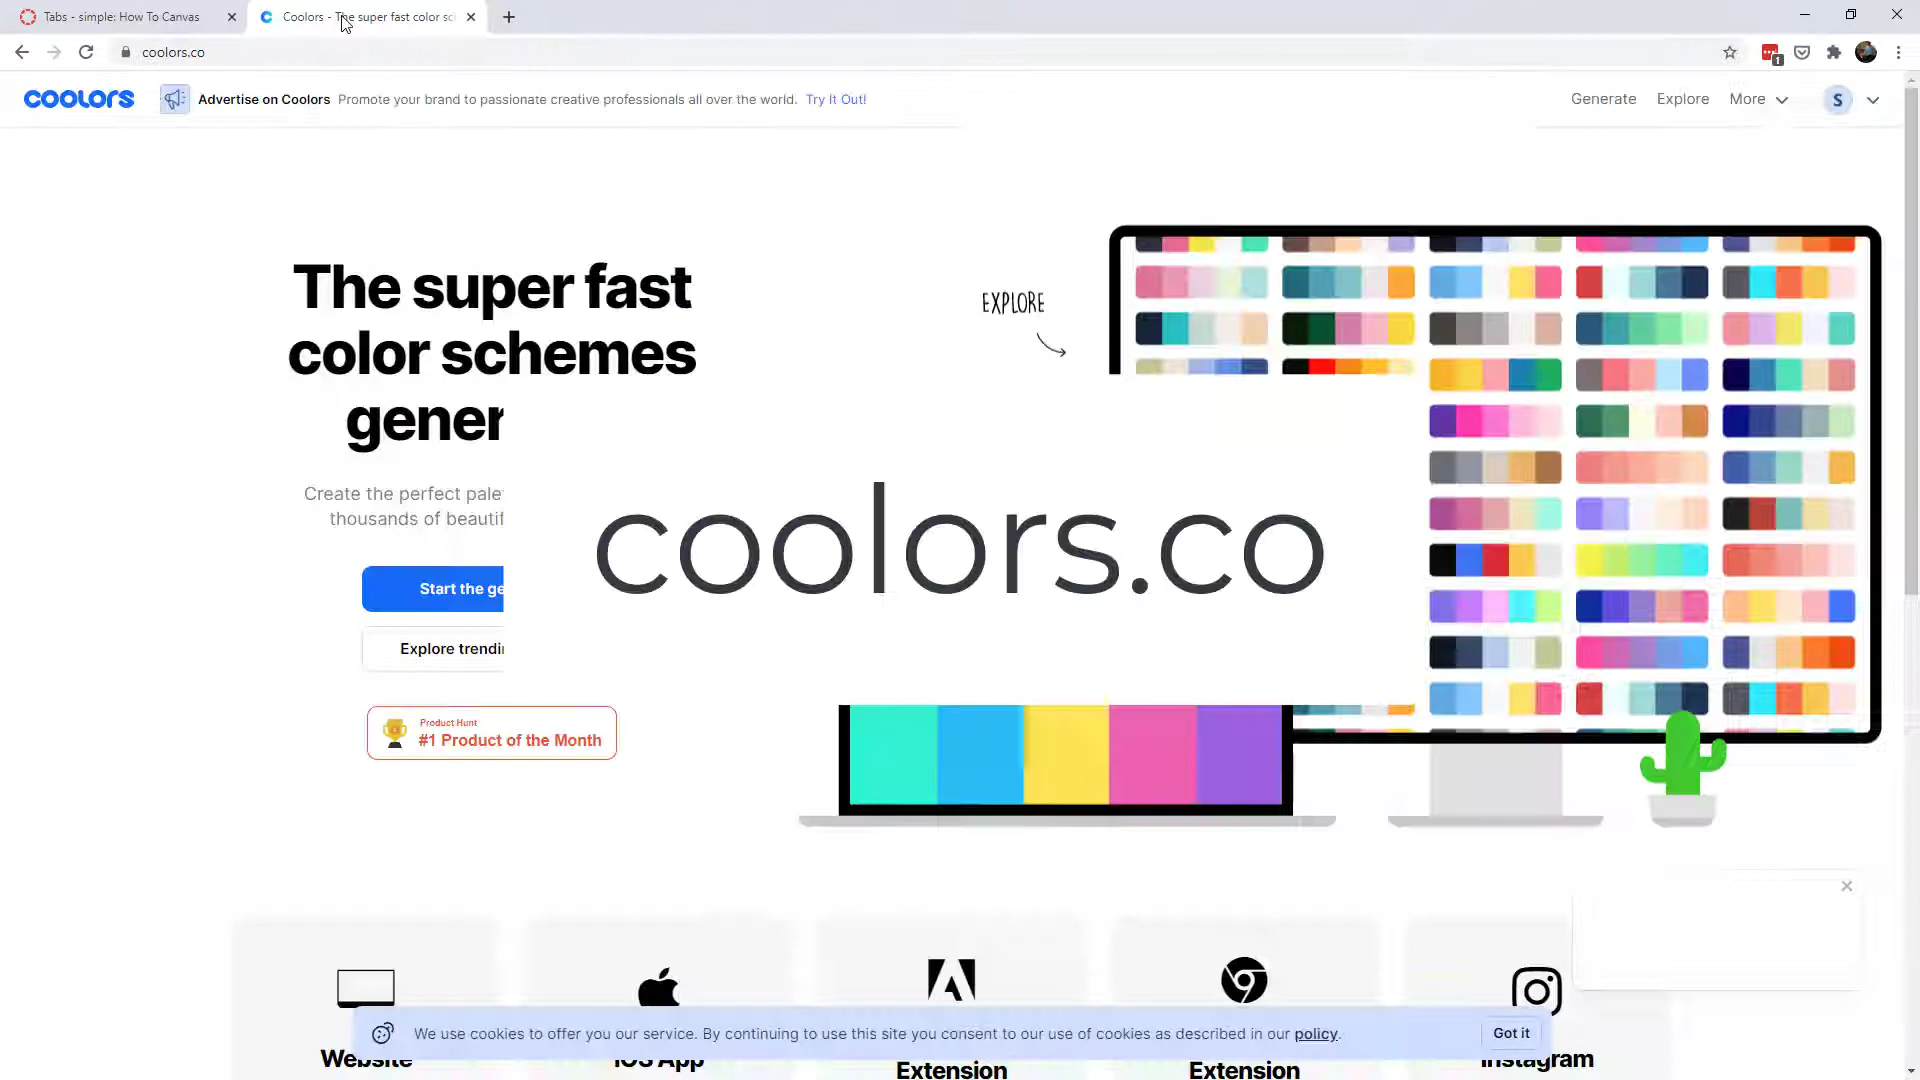 Tabs - simple: How To Canvas
Coolors - The super fast color sc
coolors.co
1
coolors
Advertise on Coolors Promote your brand to passionate creative professionals all over the world. Try It Out!
Generate Explore More S
The super fast
color schemes
gener
EXPLORE
Create the perfect pale
thousands of beautif
coolors.co
Start the ge
Explore trendi
Product Hunt
#1 Product of the Month
We use cookies to offer you our service. By continuing to use this site you consent to our use of cookies as described in our policy.
Got it
Website
iOS App
Extension
Extension
Instagram